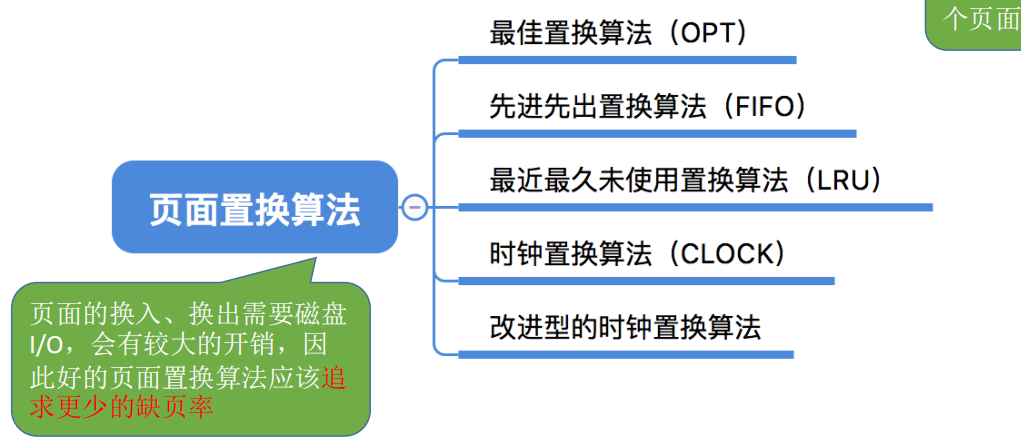 个页面
最佳置换算法（OPT）
先进先出置换算法（FIFO）
最近最久未使用置换算法（LRU）
页面置换算法
时钟置换算法（CLOCK）
改进型的时钟置换算法
页面的换入、换出需要磁盘
I/O，会有较大的开销，因
此好的页面置换算法应该追
求更少的缺页率